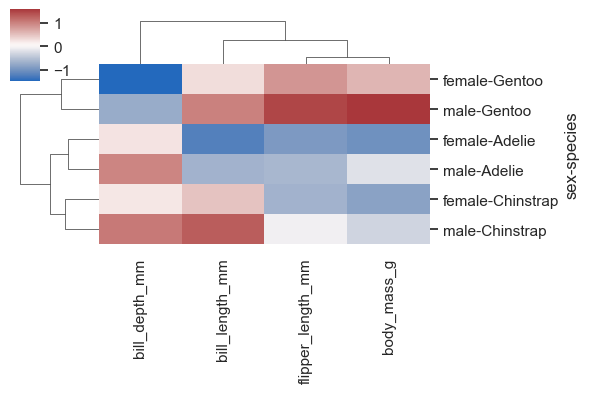 1
0
−1
female-Gentoo
male-Gentoo
female-Adelie
male-Adelie
female-Chinstrap
male-Chinstrap
sex-species
bill_depth_mm
bill_length_mm
flipper_length_mm
body_mass_g